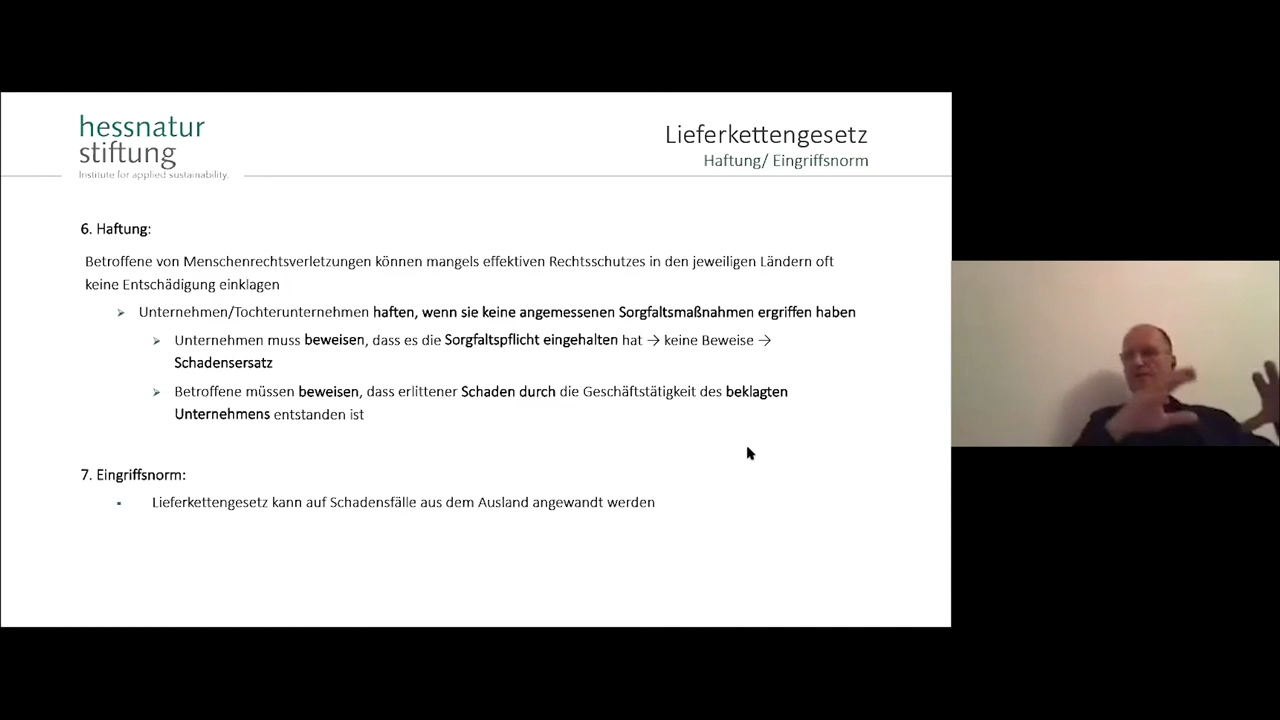 hessnatur
stiftung
Institute for applied sustainability.
Lieferkettengesetz
Haftung/ Eingriffsnorm
6. Haftung:
Betroffene von Menschenrechtsverletzungen können mangels effektiven Rechtsschutzes in den jeweiligen Ländern oft
keine Entschädigung einklagen
➢ Unternehmen/Tochterunternehmen haften, wenn sie keine angemessenen Sorgfaltsmaßnahmen ergriffen haben
➢ Unternehmen muss beweisen, dass es die Sorgfaltspflicht eingehalten hat → keine Beweise →
Schadensersatz
➢ Betroffene müssen beweisen, dass erlittener Schaden durch die Geschäftstätigkeit des beklagten
Unternehmens entstanden ist
7. Eingriffsnorm:
▪ Lieferkettengesetz kann auf Schadensfälle aus dem Ausland angewandt werden